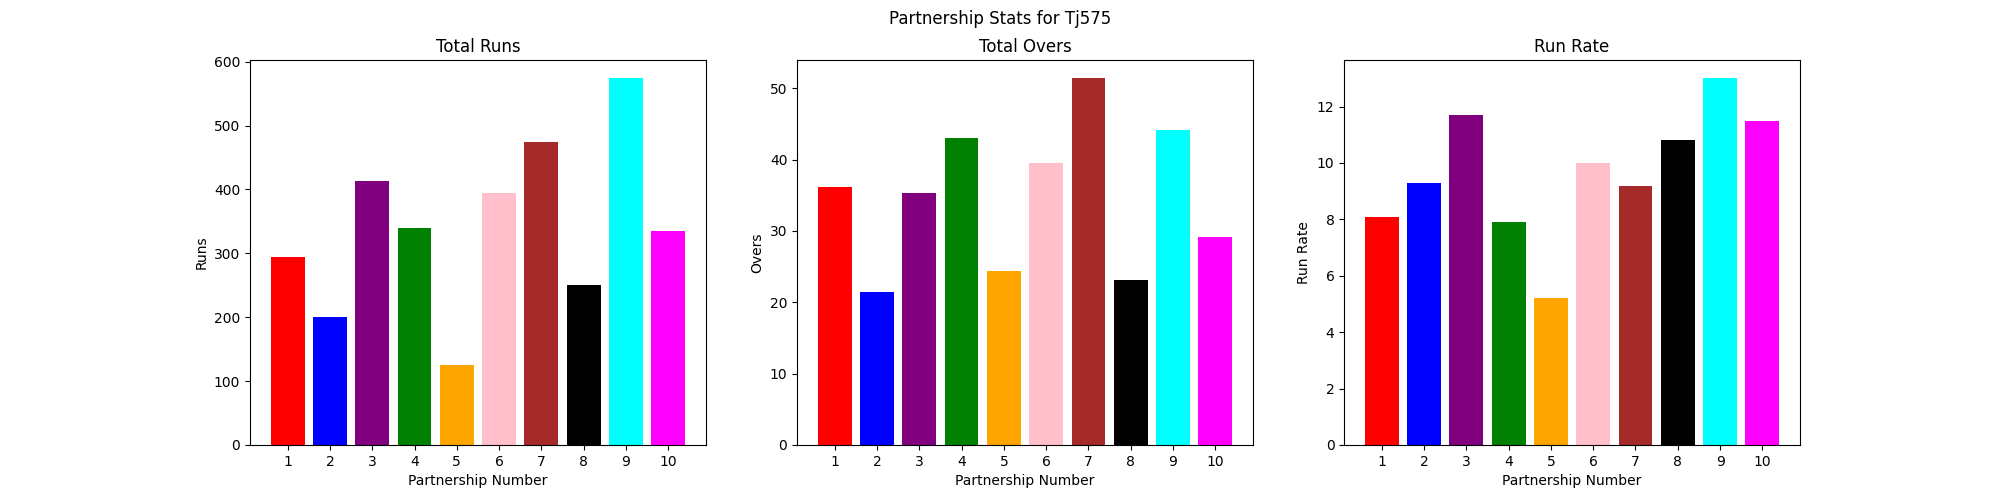 Partnership Stats for Tj575
Total Runs
600
500
400
300
200
100
0
Runs
1 2 3 4 5 6 7 8 9 10
Partnership Number
Total Overs
50
40
30
20
10
0
Overs
1 2 3 4 5 6 7 8 9 10
Partnership Number
Run Rate
12
10
8
6
4
2
0
Run Rate
1 2 3 4 5 6 7 8 9 10
Partnership Number